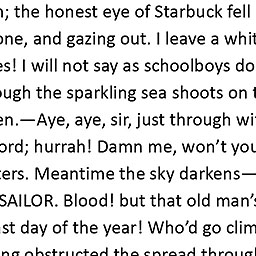 ; the honest eye of Starbuck fell
one, and gazing out. I leave a whit
es! I will not say as schoolboys do
ough the sparkling sea shoots on
en.—Aye, aye, sir, just through wi
ord; hurrah! Damn me, won’t you
ers. Meantime the sky darkens—
SAILOR. Blood! but that old man’s
st day of the year! Who’d go clim
ng obstructed the spread through